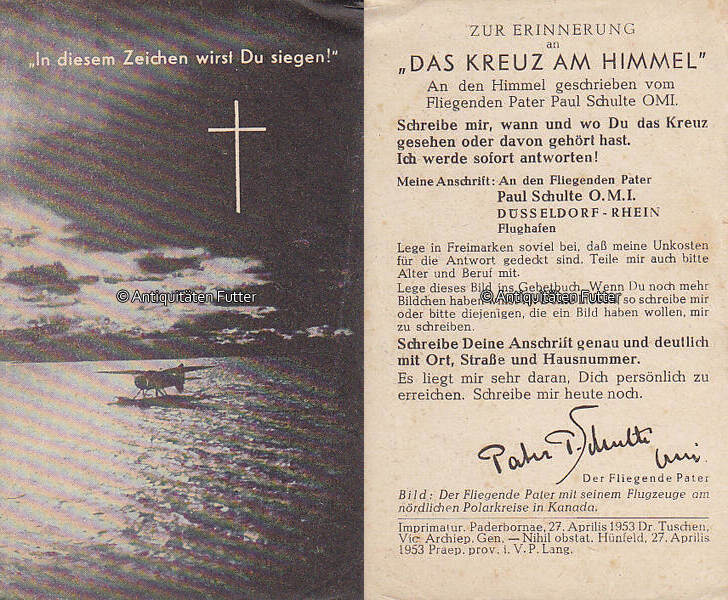 „In diesem Zeichen wirst Du siegen!"
© Antiquitäten Futter
ZUR ERINNERUNG
an
„DAS KREUZ AM HIMMEL"
An den Himmel geschrieben vom
Fliegenden Pater Paul Schulte OMI.
Schreibe mir, wann und wo Du das Kreuz
gesehen oder davon gehört hast.
Ich werde sofort antworten!
Meine Anschrift: An den Fliegenden Pater
Paul Schulte O.M.I.
DÜSSELDORF-RHEIN
Flughafen
Lege in Freimarken soviel bei, daß meine Unkosten
für die Antwort gedeckt sind. Teile mir auch bitte
Alter und Beruf mit.
Lege dieses Bild ins Gebetbuch. Wenn Du noch mehr
Bildchen haben so schreibe mir
© Antiquitäten Futter
oder bitte diejenigen, die ein Bild haben wollen, mir
zu schreiben.
Schreibe Deine Anschrift genau und deutlich
mit Ort, Straße und Hausnummer.
Es liegt mir sehr daran, Dich persönlich zu
erreichen. Schreibe mir heute noch.
Pater P. Schulte omi.
Der Fliegende Pater
Bild: Der Fliegende Pater mit seinem Flugzeuge am
nördlichen Polarkreise in Kanada.
Imprimatur. Paderbornae, 27. Aprilis 1953 Dr. Tuschen,
Vic. Archiep. Gen. — Nihil obstat. Hünfeld, 27. Aprilis
1953 Praep. prov. i. V. P. Lang.